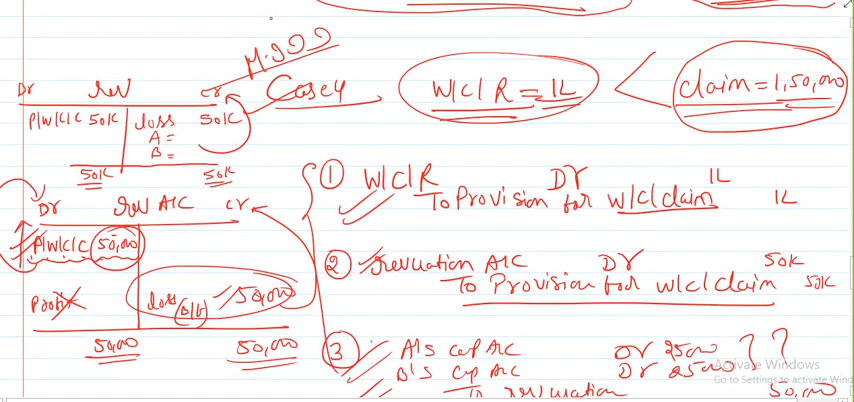 Case 4
W/C/R = 1L
claim = 1,50,000
Dr Rev Cr
P/W/C/C 50K loss 50K
A =
B =
50K 50K
Dr Rev A/C Cr
P/W/C/C 50,000
Profit loss 50,000
50,000 50,000
① W/C/R Dr 1L
To Provision for w/c/claim 1L
② Revaluation A/C Dr 50K
To Provision for w/c/claim 50K
③ A's Cap A/C Dr 25000 ? ?
B's Cap A/C Dr 25000
To revaluation 50,000
Activate Windows
Go to Settings to activate Wind